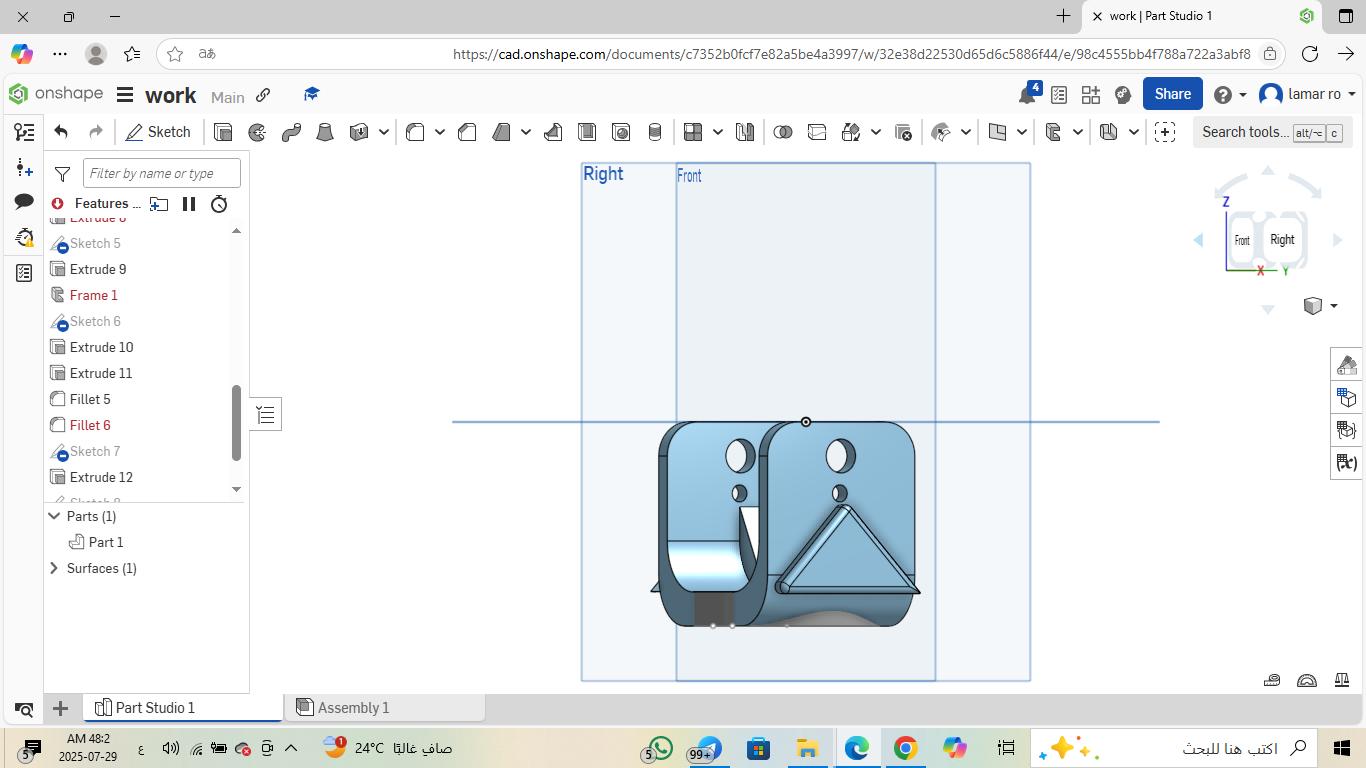 work | Part Studio 1
https://cad.onshape.com/documents/c7352b0fcf7e82a5be4a3997/w/32e38d22530d65d6c5886f44/e/98c4555bb4f788a722a3abf8
onshape
work Main
4
Share
lamar ro
Sketch
Search tools... alt/⌥ c
Filter by name or type
Features ...
Extrude 8
Sketch 5
Extrude 9
Frame 1
Sketch 6
Extrude 10
Extrude 11
Fillet 5
Fillet 6
Sketch 7
Extrude 12
Sketch 8
Parts (1)
Part 1
Surfaces (1)
Right
Front
Z
Front
Right
X
Y
(x)
Part Studio 1
Assembly 1
5
AM 48:2
2025-07-29
ع
1
24°C صافٍ غالبًا
5
99+
اكتب هنا للبحث